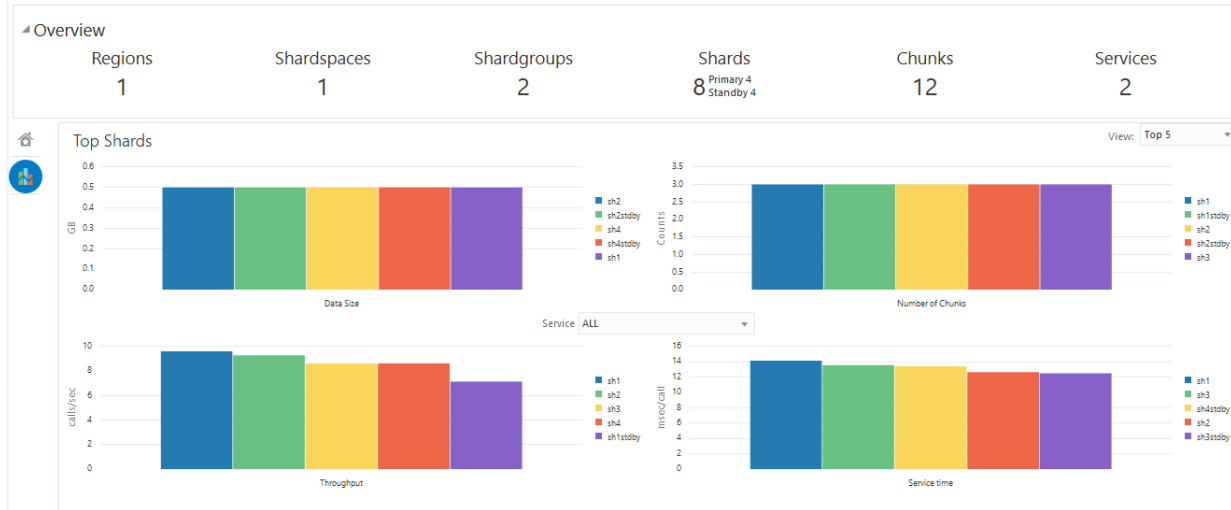 Overview
Regions Shardspaces Shardgroups Shards Chunks Services
1 1 2 8 Primary 4 Standby 4 12 2
Top Shards
View: Top 5
0.6
0.5
0.4
0.3
0.2
0.1
0.0
GB
Data Size
sh2
sh2stdby
sh4
sh4stdby
sh1
3.5
3.0
2.5
2.0
1.5
1.0
0.5
0.0
Counts
Number of Chunks
sh1
sh1stdby
sh2
sh2stdby
sh3
Service ALL
10
8
6
4
2
0
calls/sec
Throughput
sh1
sh2
sh3
sh4
sh1stdby
16
14
12
10
8
6
4
2
0
msec/call
Service time
sh1
sh3
sh4stdby
sh2
sh3stdby